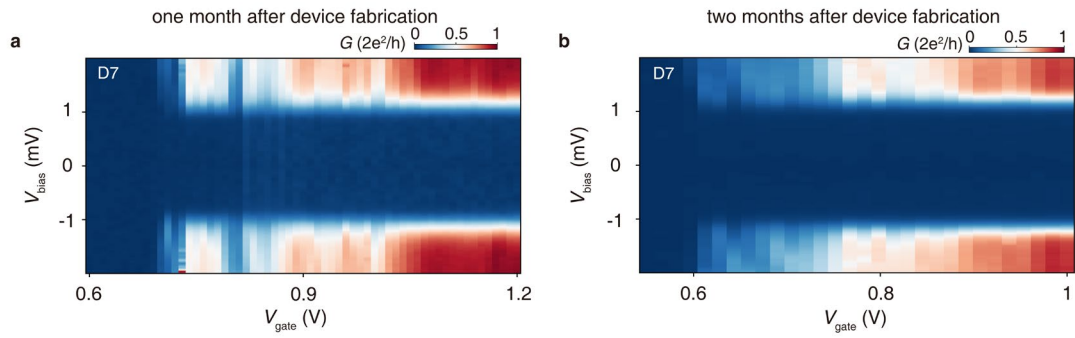 one month after device fabrication
a
G (2e²/h)
0 0.5 1
D7
1
0
-1
V_bias (mV)
0.6 0.9 1.2
V_gate (V)
two months after device fabrication
b
G (2e²/h)
0 0.5 1
D7
1
0
-1
V_bias (mV)
0.6 0.8 1
V_gate (V)